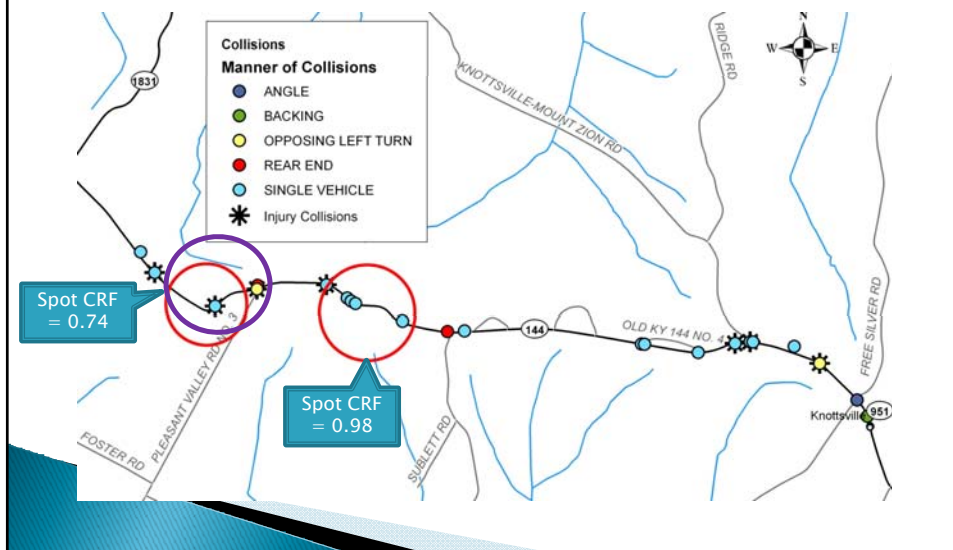 Collisions
Manner of Collisions
ANGLE
BACKING
OPPOSING LEFT TURN
REAR END
SINGLE VEHICLE
Injury Collisions
N
W E
S
1831
KNOTTSVILLE-MOUNT ZION RD
RIDGE RD
Spot CRF
= 0.74
Spot CRF
= 0.98
144
OLD KY 144 NO. 4
FREE SILVER RD
PLEASANT VALLEY RD NO. 3
SUBLETT RD
FOSTER RD
Knottsville
951